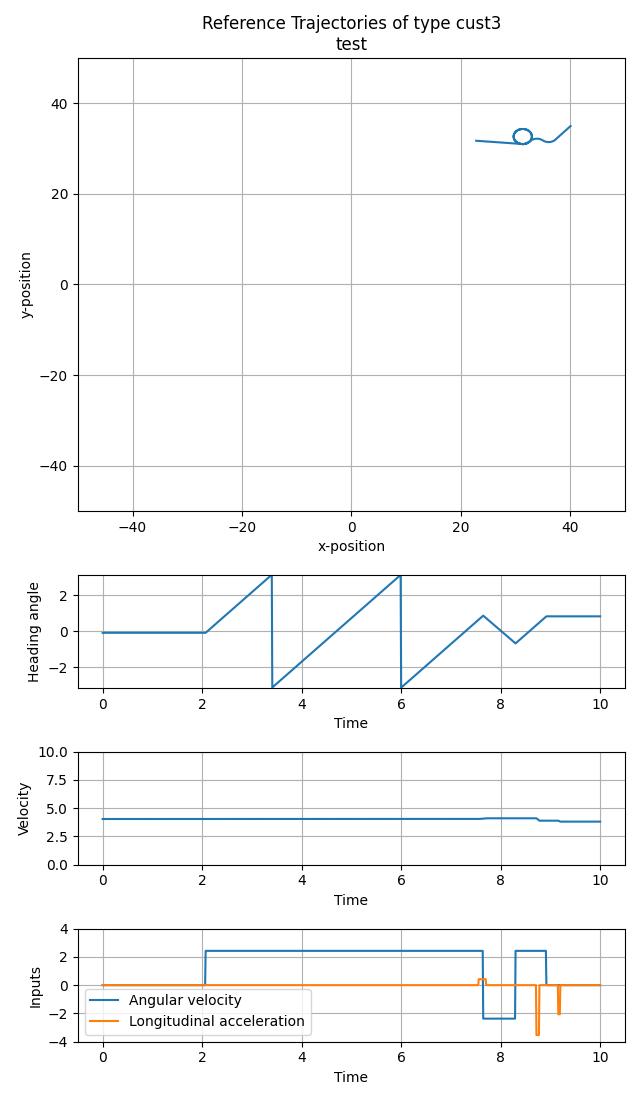 Reference Trajectories of type cust3
test
40
20
0
−20
−40
y-position
−40 −20 0 20 40
x-position
2
0
−2
Heading angle
0 2 4 6 8 10
Time
10.0
7.5
5.0
2.5
0.0
Velocity
0 2 4 6 8 10
Time
4
2
0
−2
−4
Inputs
Angular velocity
Longitudinal acceleration
0 2 4 6 8 10
Time